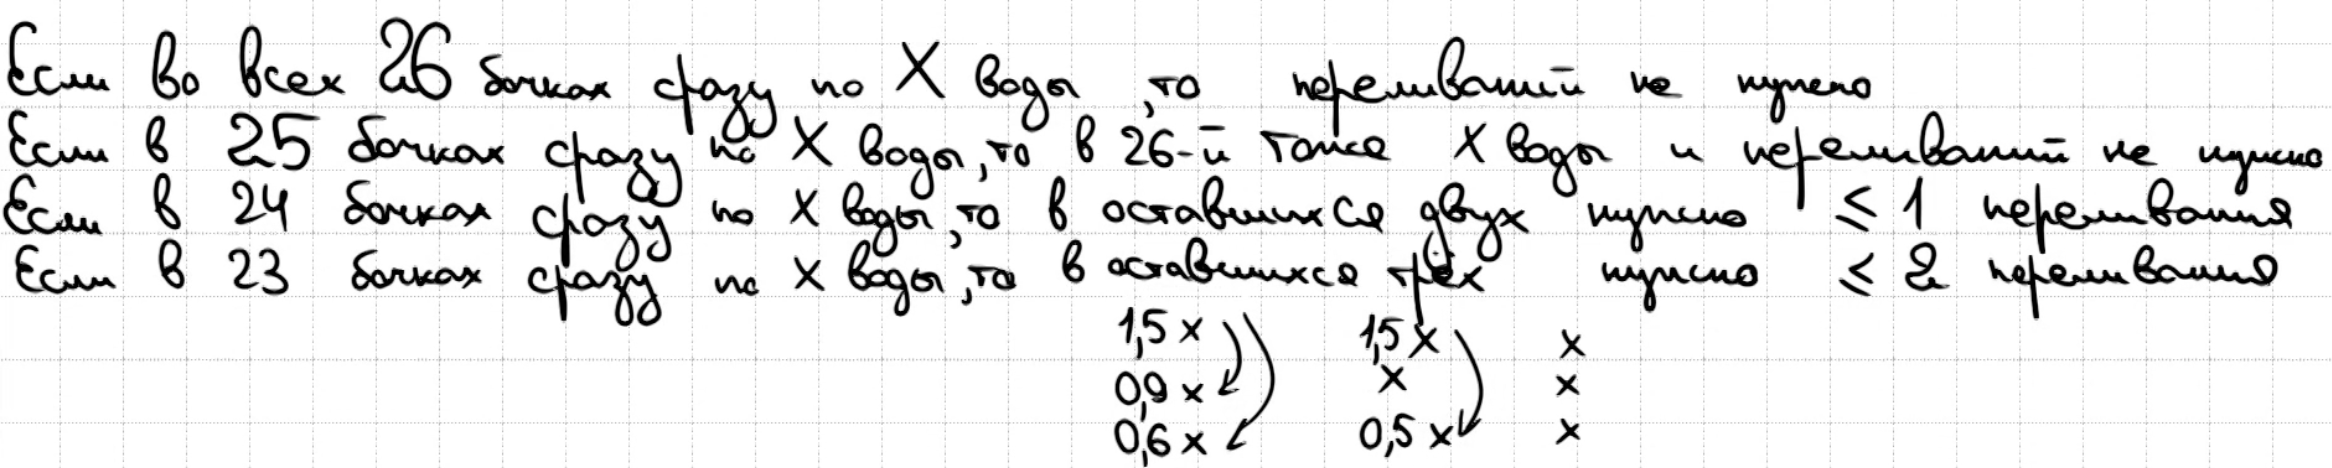 Если во всех 26 бочках сразу по X воды, то переливаний не нужно
Если в 25 бочках сразу по X воды, то в 26-й тоже X воды и переливаний не нужно
Если в 24 бочках сразу по X воды, то в оставшихся двух нужно ≤ 1 переливания
Если в 23 бочках сразу по X воды, то в оставшихся трёх нужно ≤ 2 переливания
1,5 x 1,5 x x
0,9 x x x
0,6 x 0,5 x x